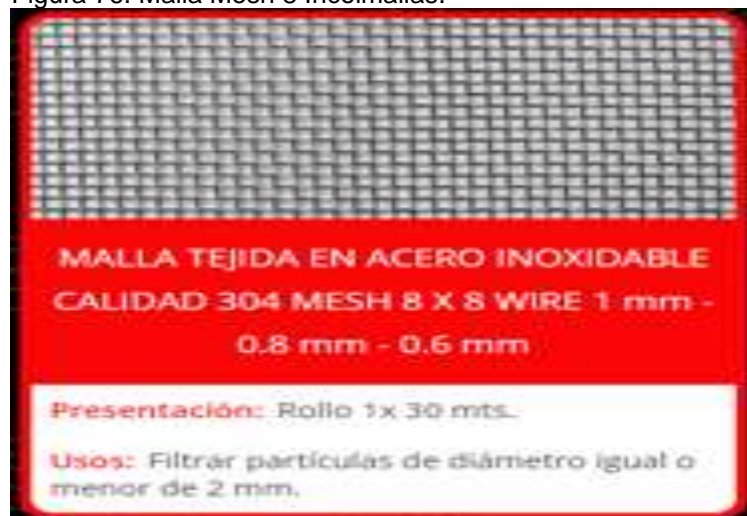 MALLA TEJIDA EN ACERO INOXIDABLE
CALIDAD 304 MESH 8 X 8 WIRE 1 mm -
0.8 mm - 0.6 mm
Presentación: Rollo 1x 30 mts.
Usos: Filtrar partículas de diámetro igual o
menor de 2 mm.